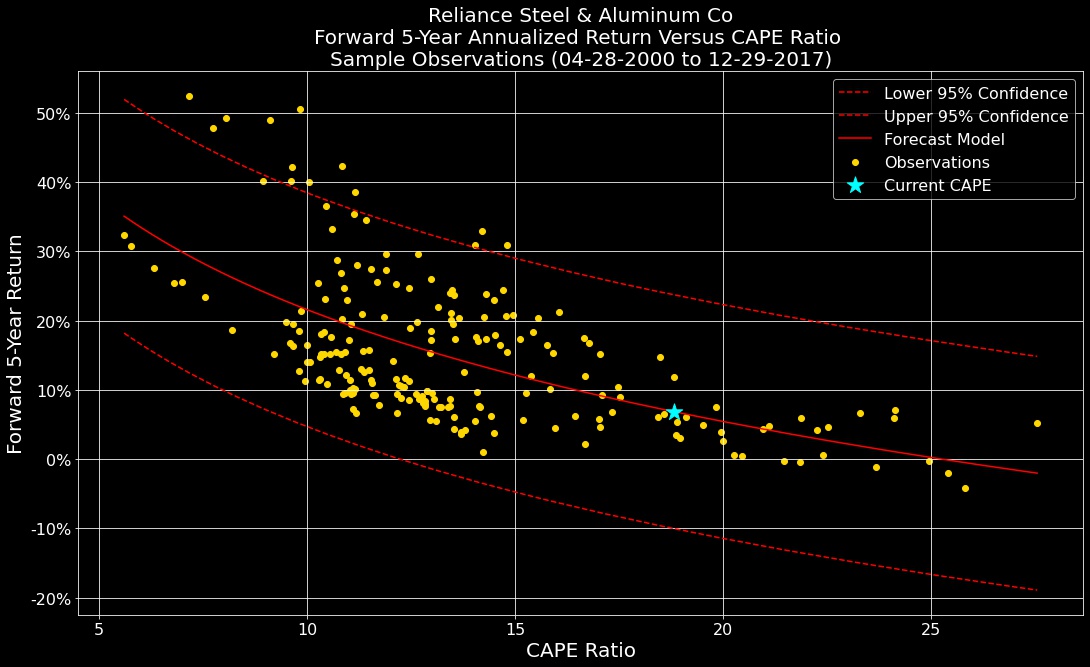 Reliance Steel & Aluminum Co
Forward 5-Year Annualized Return Versus CAPE Ratio
Sample Observations (04-28-2000 to 12-29-2017)
Lower 95% Confidence
Upper 95% Confidence
Forecast Model
Observations
Current CAPE
Forward 5-Year Return
50%
40%
30%
20%
10%
0%
-10%
-20%
5
10
15
20
25
CAPE Ratio